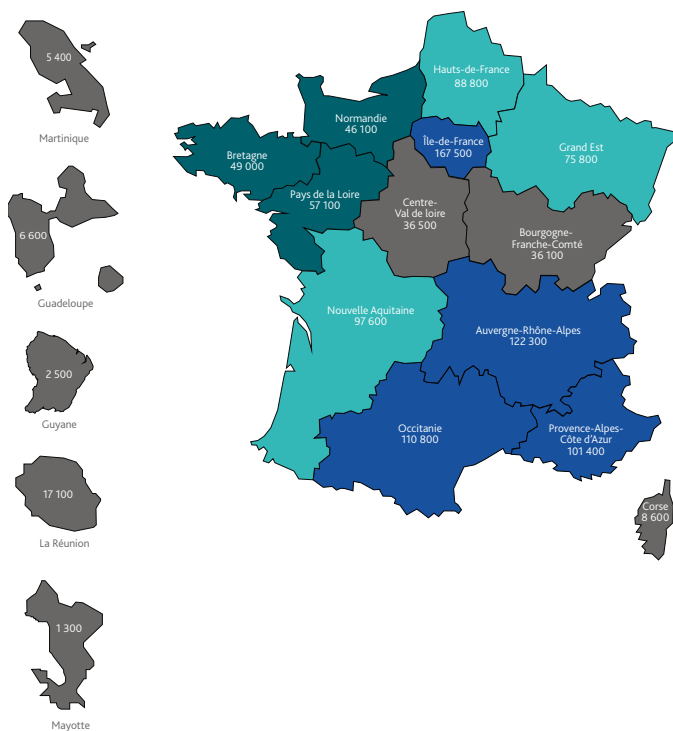 5 400
Martinique
6 600
Guadeloupe
2 500
Guyane
17 100
La Réunion
1 300
Mayotte
Hauts-de-France
88 800
Normandie
46 100
Île-de-France
167 500
Grand Est
75 800
Bretagne
49 000
Pays de la Loire
57 100
Centre-
Val de loire
36 500
Bourgogne-
Franche-Comté
36 100
Nouvelle Aquitaine
97 600
Auvergne-Rhône-Alpes
122 300
Occitanie
110 800
Provence-Alpes-
Côte d'Azur
101 400
Corse
8 600